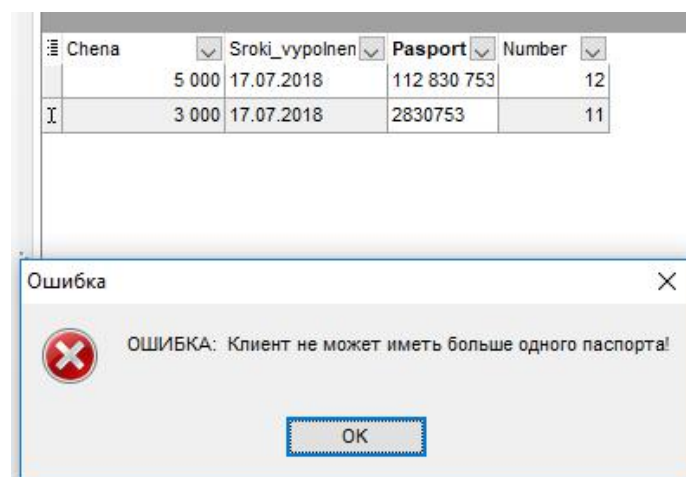 Chena Sroki_vypolnen Pasport Number
5 000 17.07.2018 112 830 753 12
3 000 17.07.2018 2830753 11
Ошибка
ОШИБКА: Клиент не может иметь больше одного паспорта!
OK